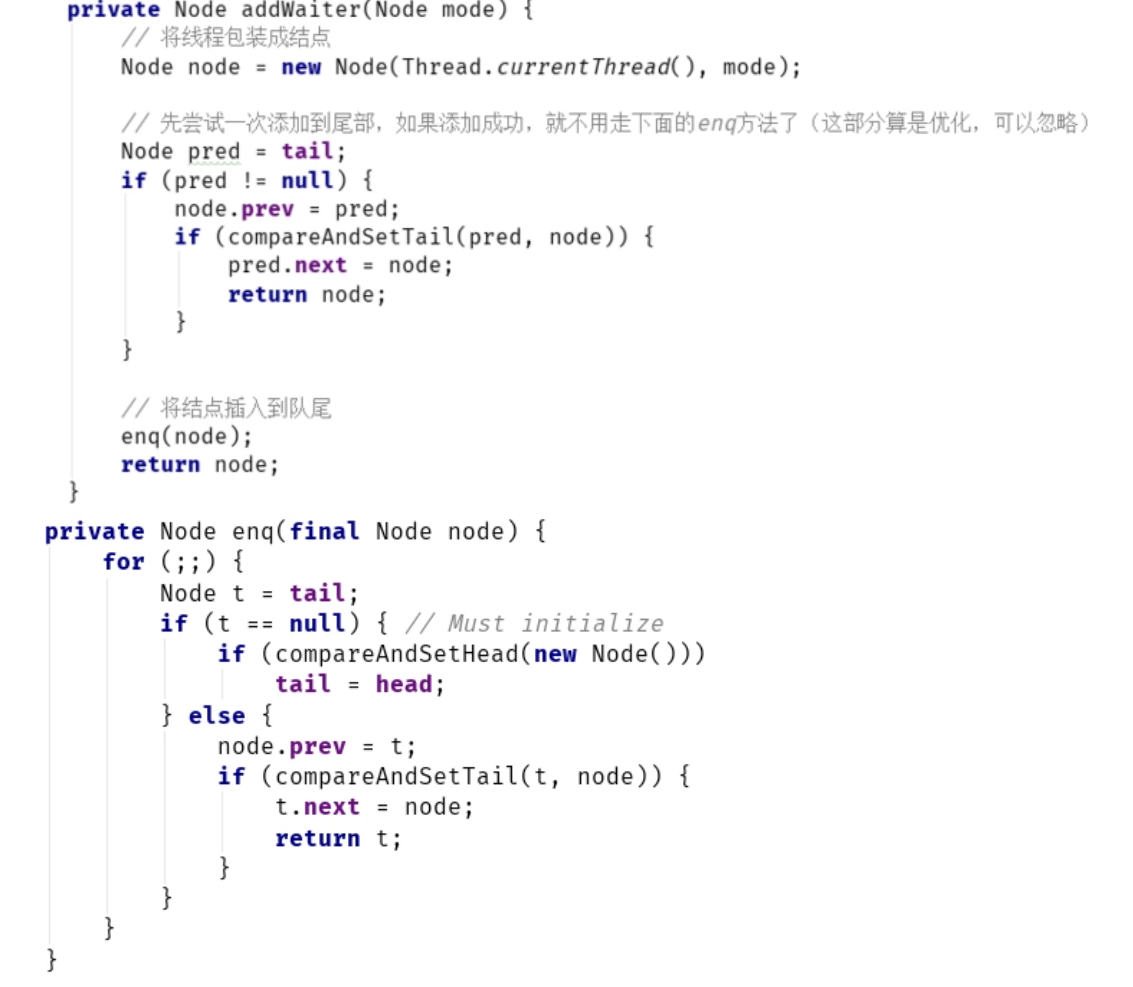 private Node addWaiter(Node mode) {
// 将线程包装成结点
Node node = new Node(Thread.currentThread(), mode);
// 先尝试一次添加到尾部，如果添加成功，就不用走下面的enq方法了（这部分算是优化，可以忽略）
Node pred = tail;
if (pred != null) {
node.prev = pred;
if (compareAndSetTail(pred, node)) {
pred.next = node;
return node;
}
}
// 将结点插入到队尾
enq(node);
return node;
}
private Node enq(final Node node) {
for (;;) {
Node t = tail;
if (t == null) { // Must initialize
if (compareAndSetHead(new Node()))
tail = head;
} else {
node.prev = t;
if (compareAndSetTail(t, node)) {
t.next = node;
return t;
}
}
}
}